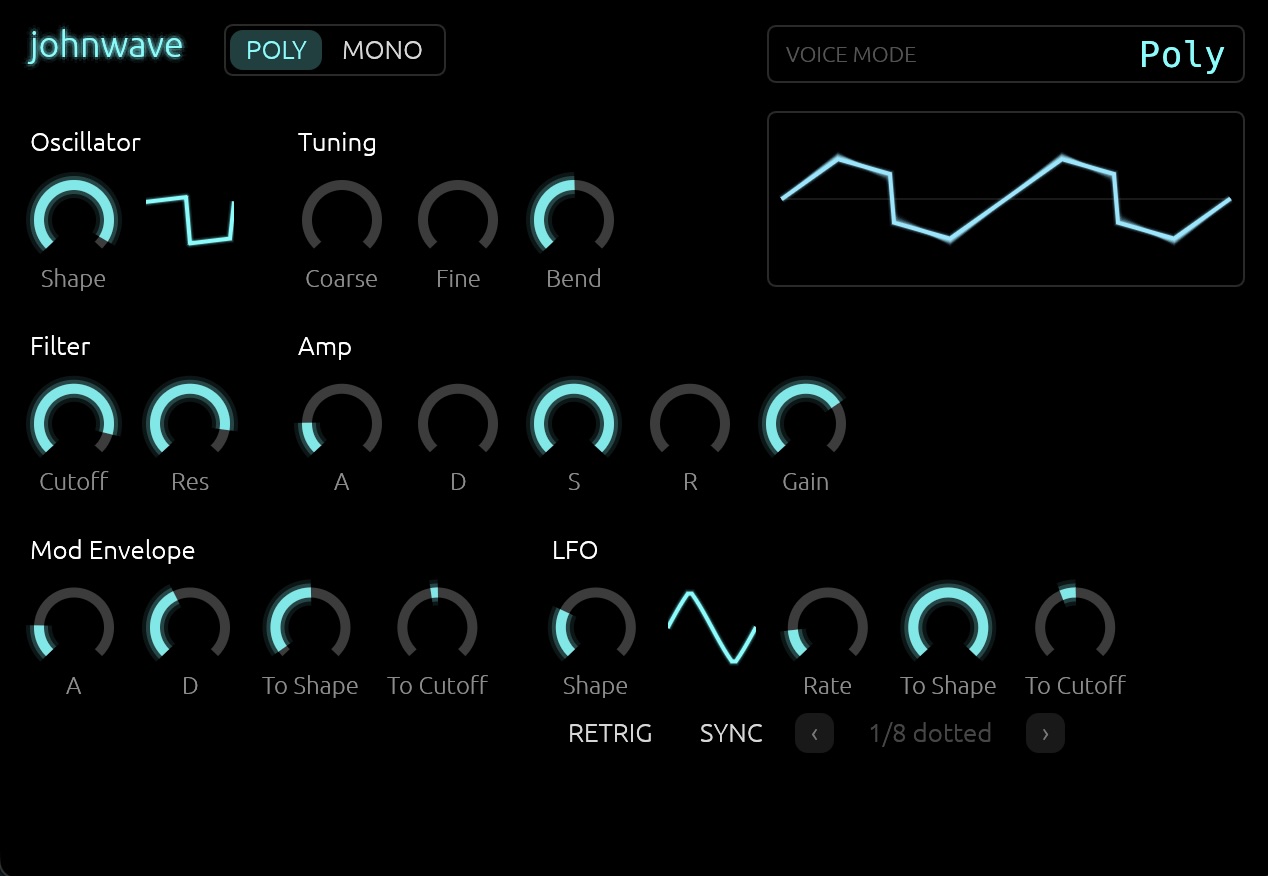 johnwave
POLY MONO
VOICE MODE Poly
Oscillator Tuning
Shape Coarse Fine Bend
Filter Amp
Cutoff Res A D S R Gain
Mod Envelope LFO
A D To Shape To Cutoff Shape Rate To Shape To Cutoff
RETRIG SYNC ‹ 1/8 dotted ›